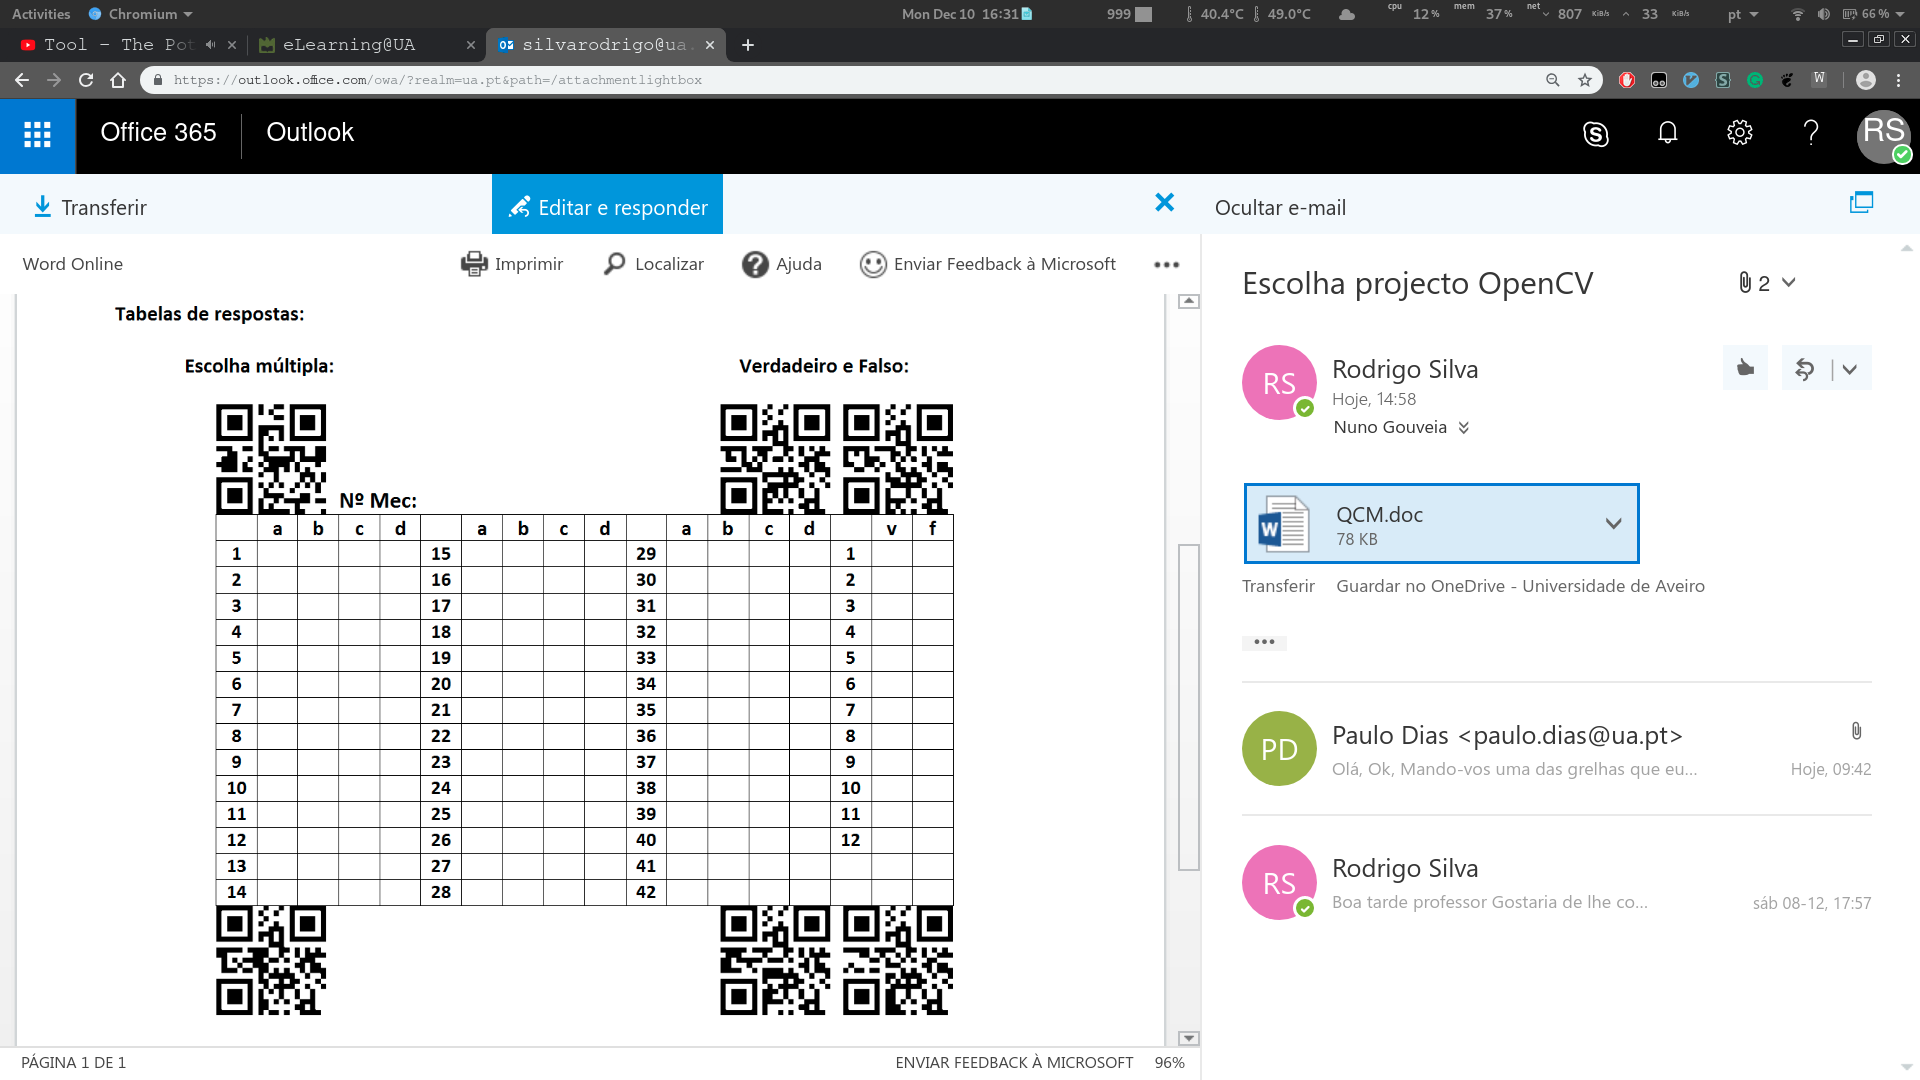 Activities Chromium Mon Dec 10 16:31 999 40.4°C 49.0°C cpu 12% mem 37% net 807 KiB/s 33 KiB/s pt 66%
Tool - The Pot eLearning@UA silvarodrigo@ua.
https://outlook.office.com/owa/?realm=ua.pt&path=/attachmentlightbox
Office 365 Outlook RS
Transferir Editar e responder Ocultar e-mail
Word Online Imprimir Localizar Ajuda Enviar Feedback à Microsoft
Tabelas de respostas:
Escolha múltipla: Verdadeiro e Falso:
Nº Mec:
a b c d a b c d a b c d v f
1 15 29 1
2 16 30 2
3 17 31 3
4 18 32 4
5 19 33 5
6 20 34 6
7 21 35 7
8 22 36 8
9 23 37 9
10 24 38 10
11 25 39 11
12 26 40 12
13 27 41
14 28 42
PÁGINA 1 DE 1 ENVIAR FEEDBACK À MICROSOFT 96%
Escolha projecto OpenCV 2
RS Rodrigo Silva
Hoje, 14:58
Nuno Gouveia
W QCM.doc
78 KB
Transferir Guardar no OneDrive - Universidade de Aveiro
PD Paulo Dias <paulo.dias@ua.pt>
Olá, Ok, Mando-vos uma das grelhas que eu... Hoje, 09:42
RS Rodrigo Silva
Boa tarde professor Gostaria de lhe co... sáb 08-12, 17:57